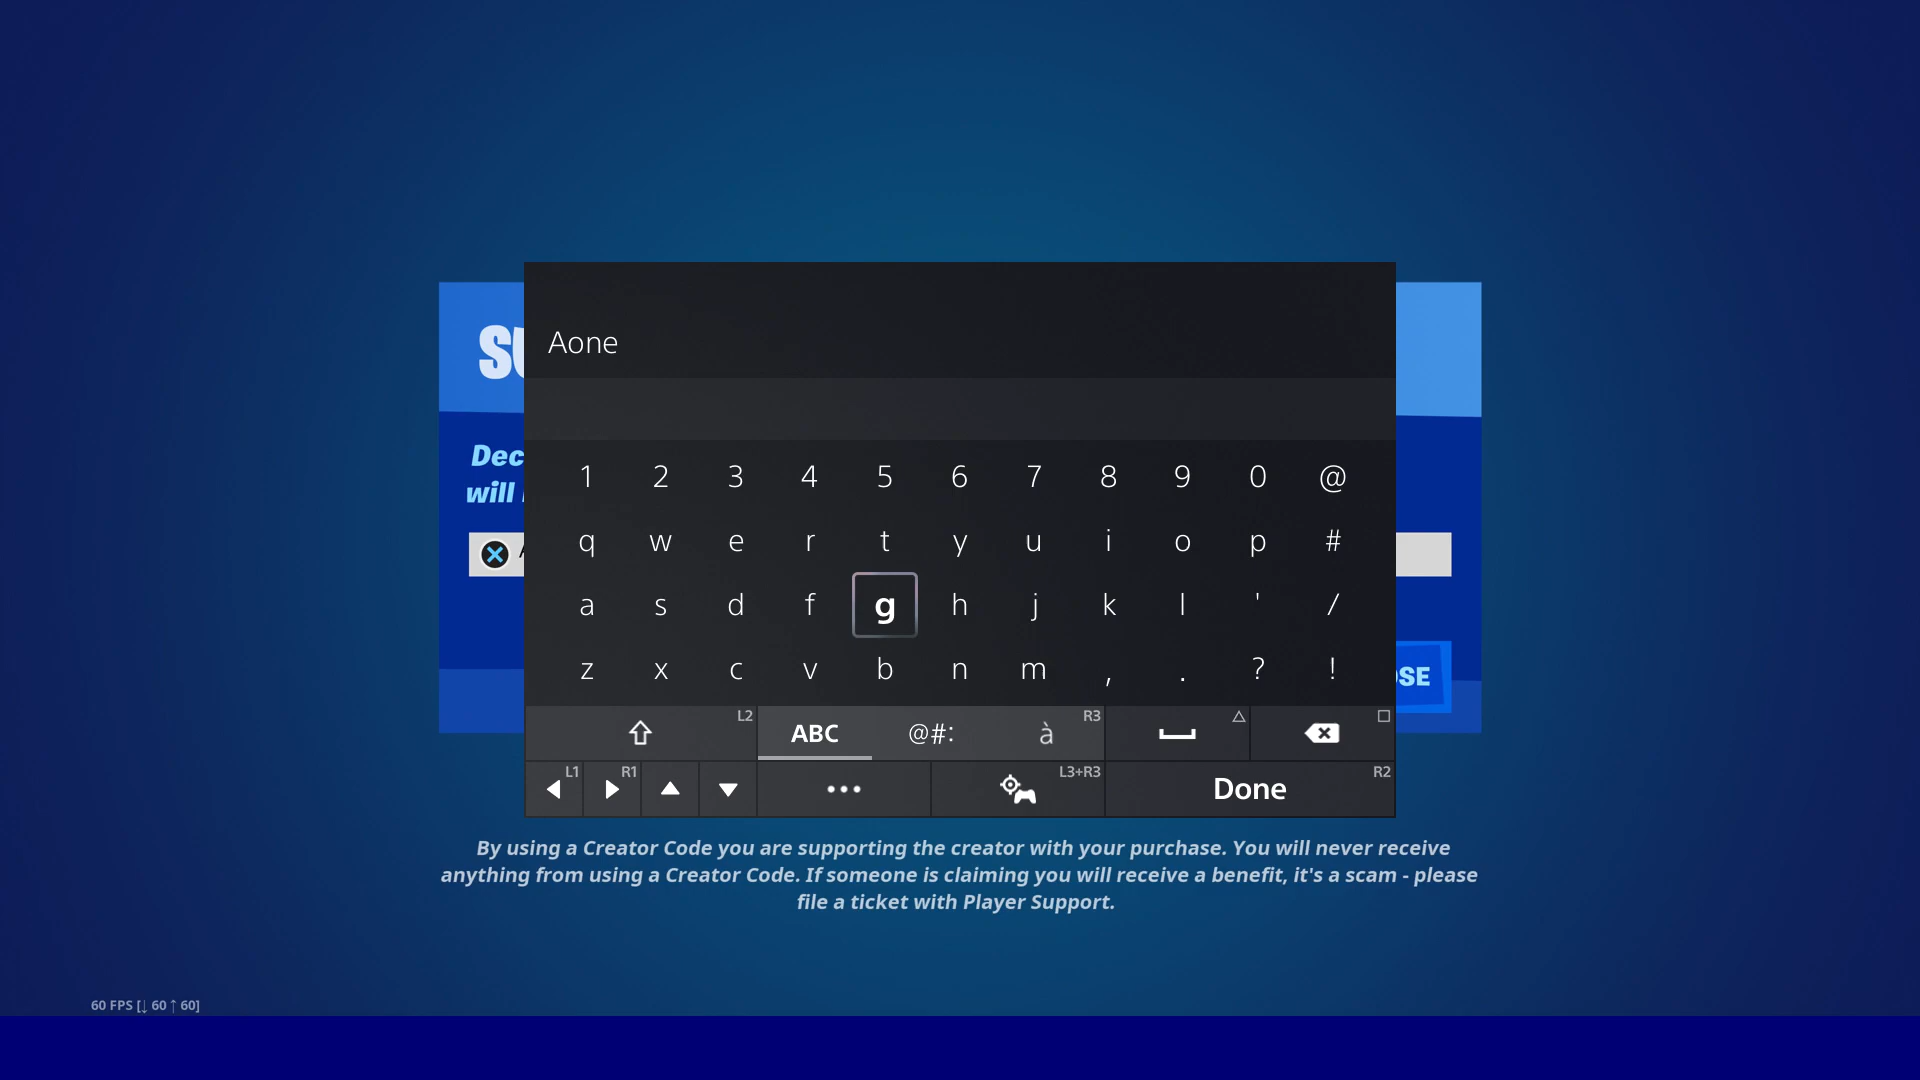 Aone
Dec
will
1 2 3 4 5 6 7 8 9 0 @
q w e r t y u i o p #
a s d f g h j k l ' /
z x c v b n m , . ? !
L2 ABC @#: à R3
OSE
L1 R1 ... L3+R3 Done R2
By using a Creator Code you are supporting the creator with your purchase. You will never receive
anything from using a Creator Code. If someone is claiming you will receive a benefit, it's a scam - please
file a ticket with Player Support.
60 FPS [↓ 60 ↑ 60]